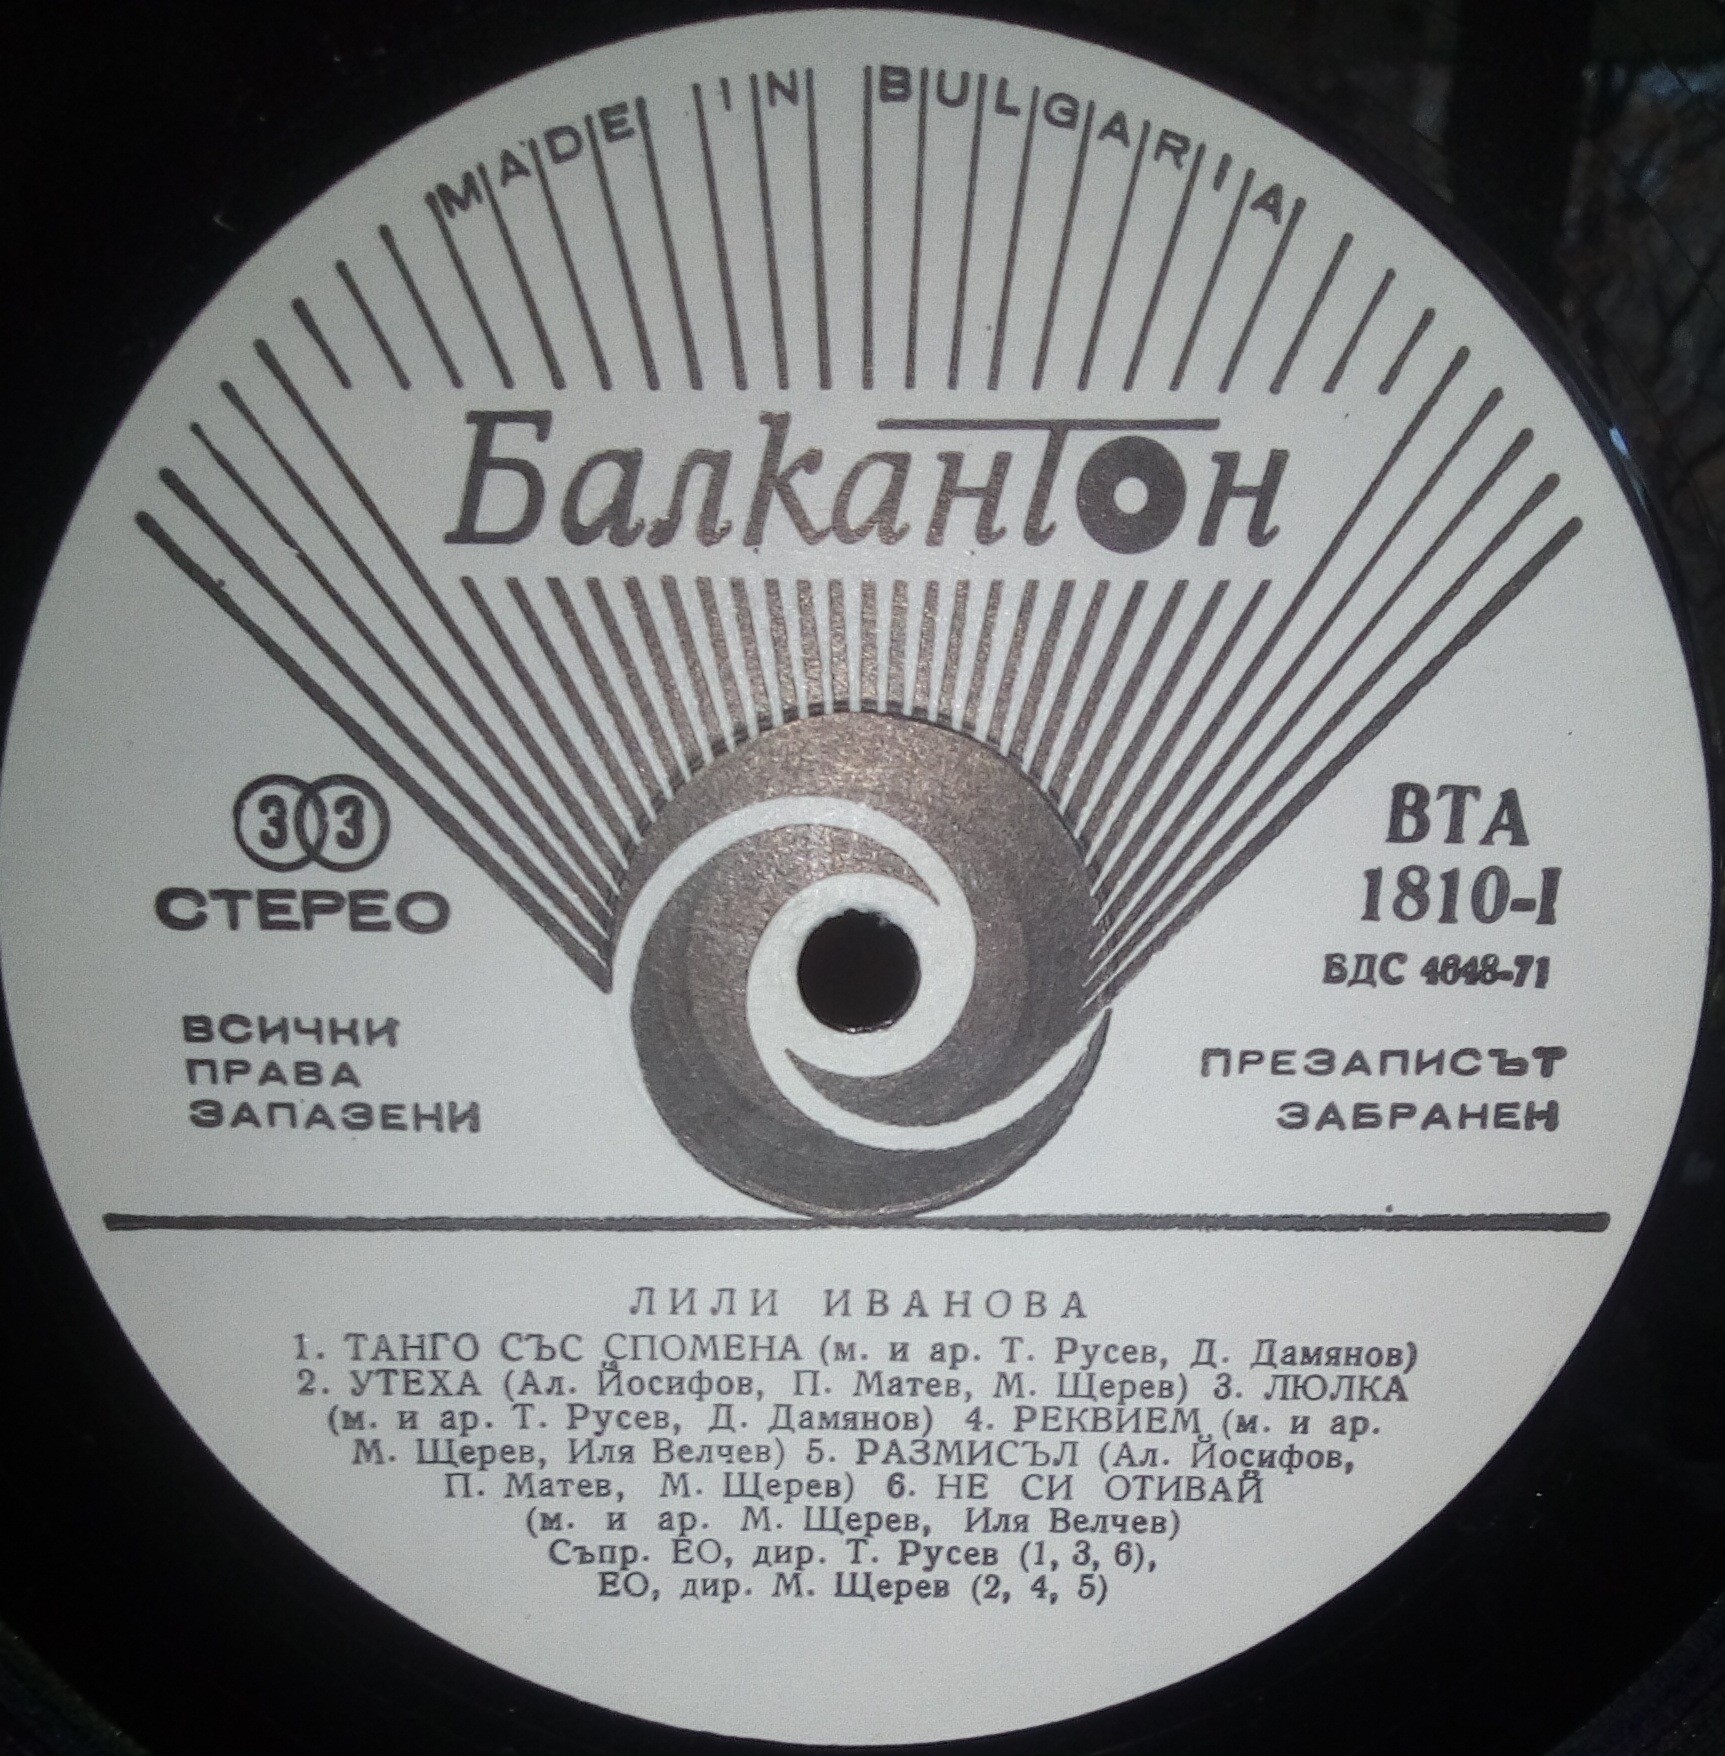 MADE IN BULGARIA
Балкантон
33
СТЕРЕО
ВСИЧКИ
ПРАВА
ЗАПАЗЕНИ
ВТА
1810-I
БДС 4648-71
ПРЕЗАПИСЪТ
ЗАБРАНЕН
ЛИЛИ ИВАНОВА
1. ТАНГО СЪС СПОМЕНА (м. и ар. Т. Русев, Д. Дамянов)
2. УТЕХА (Ал. Йосифов, П. Матев, М. Щерев) 3. ЛЮЛКА
(м. и ар. Т. Русев, Д. Дамянов) 4. РЕКВИЕМ (м. и ар.
М. Щерев, Иля Велчев) 5. РАЗМИСЪЛ (Ал. Йосифов,
П. Матев, М. Щерев) 6. НЕ СИ ОТИВАЙ
(м. и ар. М. Щерев, Иля Велчев)
Съпр. ЕО, дир. Т. Русев (1, 3, 6),
ЕО, дир. М. Щерев (2, 4, 5)